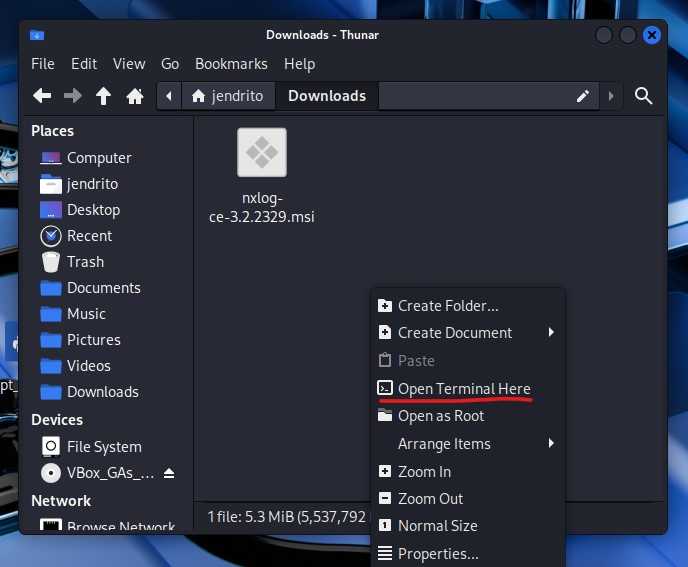 Downloads - Thunar
File Edit View Go Bookmarks Help
jendrito Downloads
Places
Computer
jendrito
Desktop
Recent
Trash
Documents
Music
Pictures
Videos
Downloads
Devices
File System
VBox_GAs_...
Network
Browse Network
nxlog-
ce-3.2.2329.msi
Create Folder...
Create Document
Paste
Open Terminal Here
Open as Root
Arrange Items
Zoom In
Zoom Out
1 Normal Size
Properties...
1 file: 5.3 MiB (5,537,792
pt_